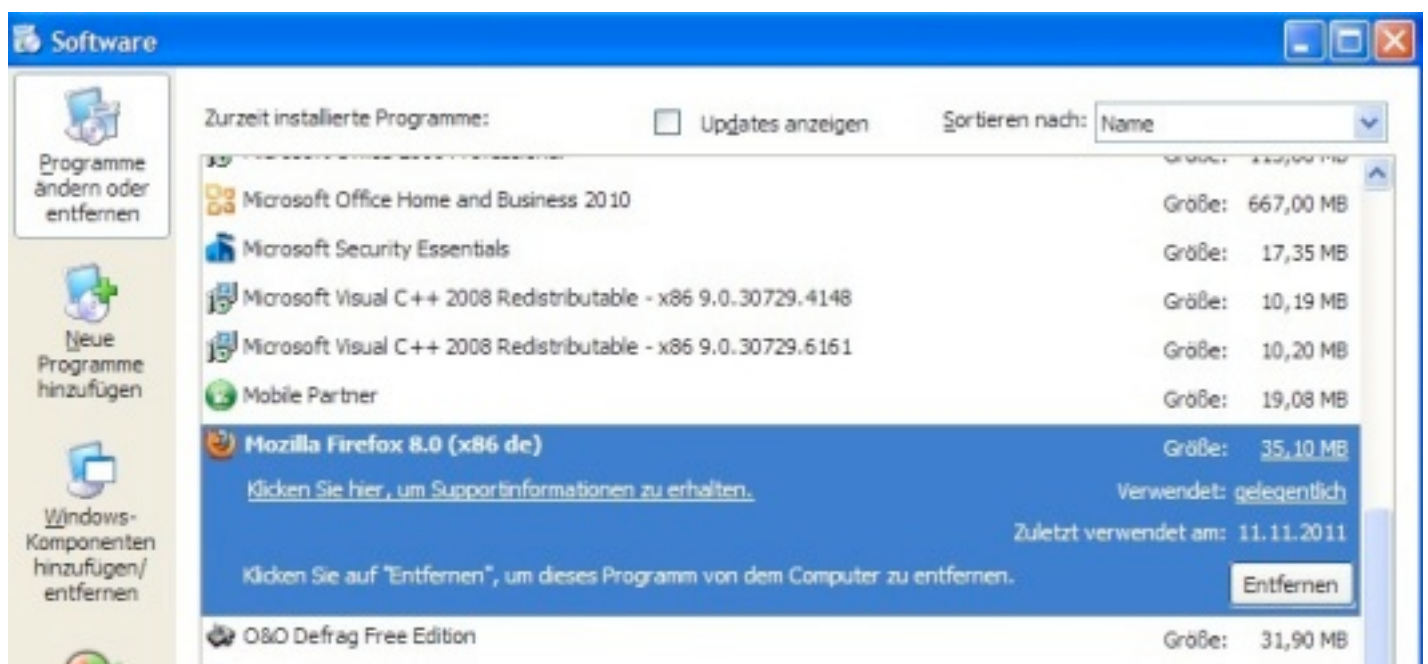 Software
Programme
ändern oder
entfernen
Neue
Programme
hinzufügen
Windows-
Komponenten
hinzufügen/
entfernen
Zurzeit installierte Programme:
Updates anzeigen
Sortieren nach: Name
Microsoft Office Home and Business 2010 Größe: 667,00 MB
Microsoft Security Essentials Größe: 17,35 MB
Microsoft Visual C++ 2008 Redistributable - x86 9.0.30729.4148 Größe: 10,19 MB
Microsoft Visual C++ 2008 Redistributable - x86 9.0.30729.6161 Größe: 10,20 MB
Mobile Partner Größe: 19,08 MB
Mozilla Firefox 8.0 (x86 de) Größe: 35,10 MB
Klicken Sie hier, um Supportinformationen zu erhalten. Verwendet: gelegentlich
Zuletzt verwendet am: 11.11.2011
Klicken Sie auf "Entfernen", um dieses Programm von dem Computer zu entfernen. Entfernen
O&O Defrag Free Edition Größe: 31,90 MB